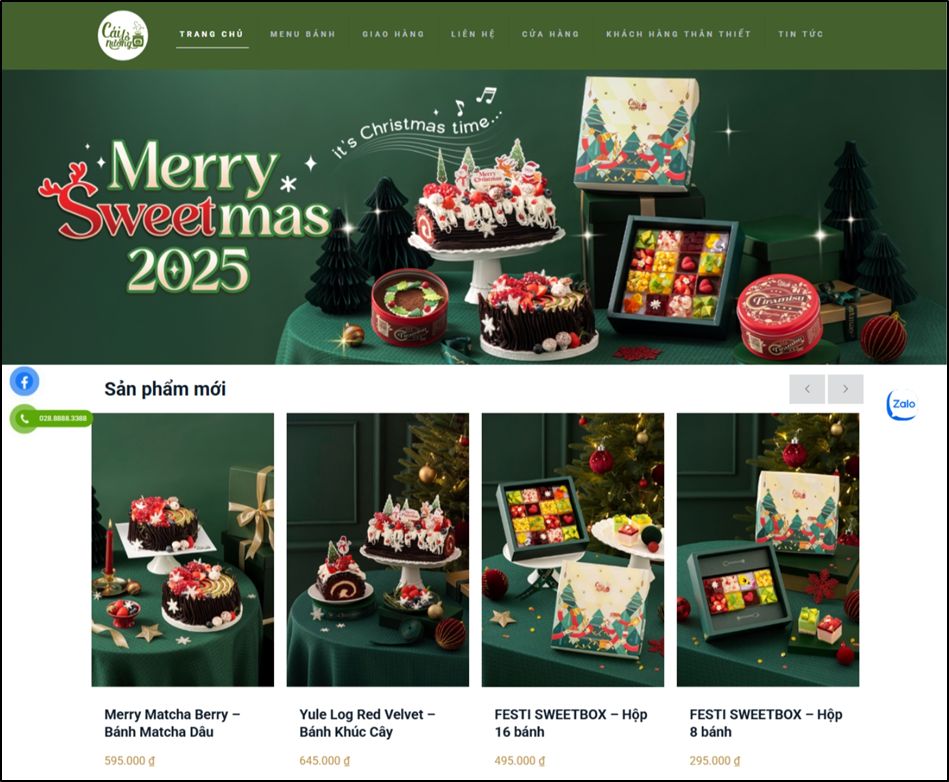 Cái lò nướng
TRANG CHỦ
MENU BÁNH
GIAO HÀNG
LIÊN HỆ
CỬA HÀNG
KHÁCH HÀNG THÂN THIẾT
TIN TỨC
it's Christmas time...
Merry
Sweetmas
2025
Merry
Christmas
Tiramisu
Sản phẩm mới
028.8888.3388
Zalo
Merry Matcha Berry –
Bánh Matcha Dâu
595.000 ₫
Yule Log Red Velvet –
Bánh Khúc Cây
645.000 ₫
FESTI SWEETBOX – Hộp
16 bánh
495.000 ₫
FESTI SWEETBOX – Hộp
8 bánh
295.000 ₫